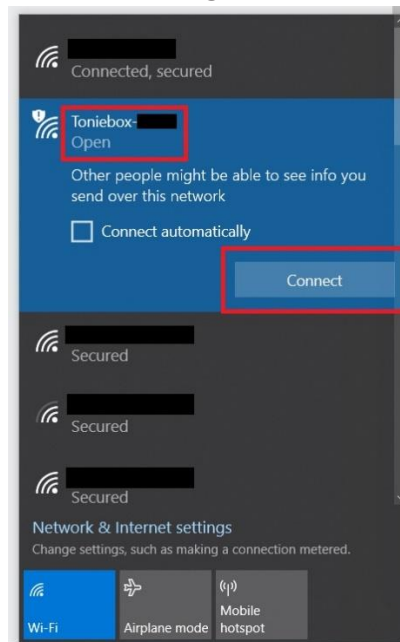 Connected, secured
Toniebox-
Open
Other people might be able to see info you
send over this network
Connect automatically
Connect
Secured
Secured
Secured
Network & Internet settings
Change settings, such as making a connection metered.
Wi-Fi
Airplane mode
Mobile
hotspot